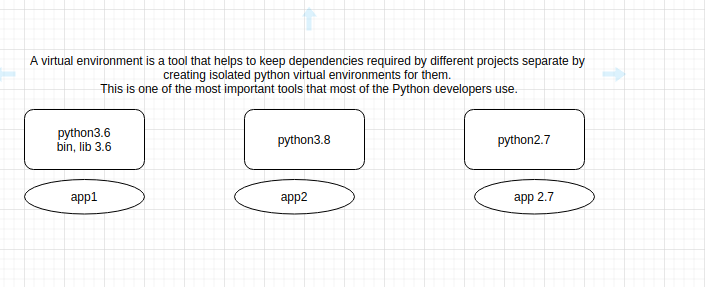 A virtual environment is a tool that helps to keep dependencies required by different projects separate by
creating isolated python virtual environments for them.
This is one of the most important tools that most of the Python developers use.
python3.6
bin, lib 3.6
python3.8
python2.7
app1
app2
app 2.7